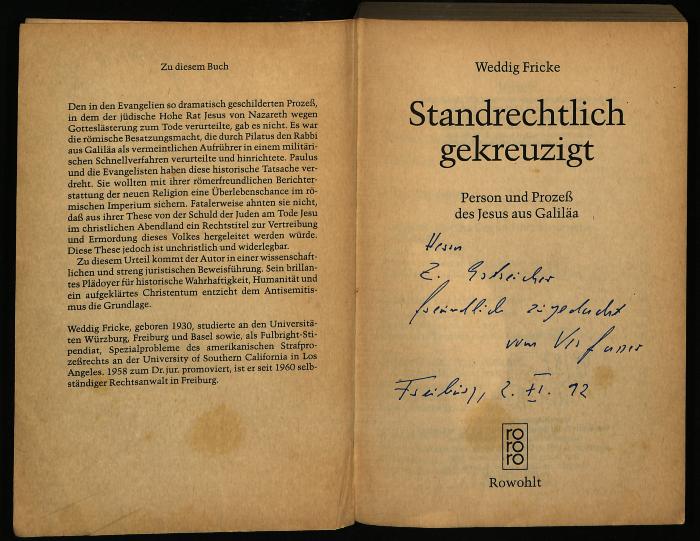 Zu diesem Buch
Den in den Evangelien so dramatisch geschilderten Prozeß,
in dem der jüdische Hohe Rat Jesus von Nazareth wegen
Gotteslästerung zum Tode verurteilte, gab es nicht. Es war
die römische Besatzungsmacht, die durch Pilatus den Rabbi
aus Galiläa als vermeintlichen Aufrührer in einem militäri-
schen Schnellverfahren verurteilte und hinrichtete. Paulus
und die Evangelisten haben diese historische Tatsache ver-
dreht. Sie wollten mit ihrer römerfreundlichen Berichter-
stattung der neuen Religion eine Überlebenschance im rö-
mischen Imperium sichern. Fatalerweise ahnten sie nicht,
daß aus ihrer These von der Schuld der Juden am Tode Jesu
im christlichen Abendland ein Rechtstitel zur Vertreibung
und Ermordung dieses Volkes hergeleitet werden würde.
Diese These jedoch ist unchristlich und widerlegbar.
Zu diesem Urteil kommt der Autor in einer wissenschaft-
lichen und streng juristischen Beweisführung. Sein brillan-
tes Plädoyer für historische Wahrhaftigkeit, Humanität und
ein aufgeklärtes Christentum entzieht dem Antisemitis-
mus die Grundlage.
Weddig Fricke, geboren 1930, studierte an den Universitä-
ten Würzburg, Freiburg und Basel sowie, als Fulbright-Sti-
pendiat, Spezialprobleme des amerikanischen Strafpro-
zeßrechts an der University of Southern California in Los
Angeles. 1958 zum Dr. jur. promoviert, ist er seit 1960 selb-
ständiger Rechtsanwalt in Freiburg.
Weddig Fricke
Standrechtlich
gekreuzigt
Person und Prozeß
des Jesus aus Galiläa
Herrn
Z.
freundlich zugedacht
vom Verfasser
Freiburg, 2. XI. 92
ro
ro
ro
Rowohlt